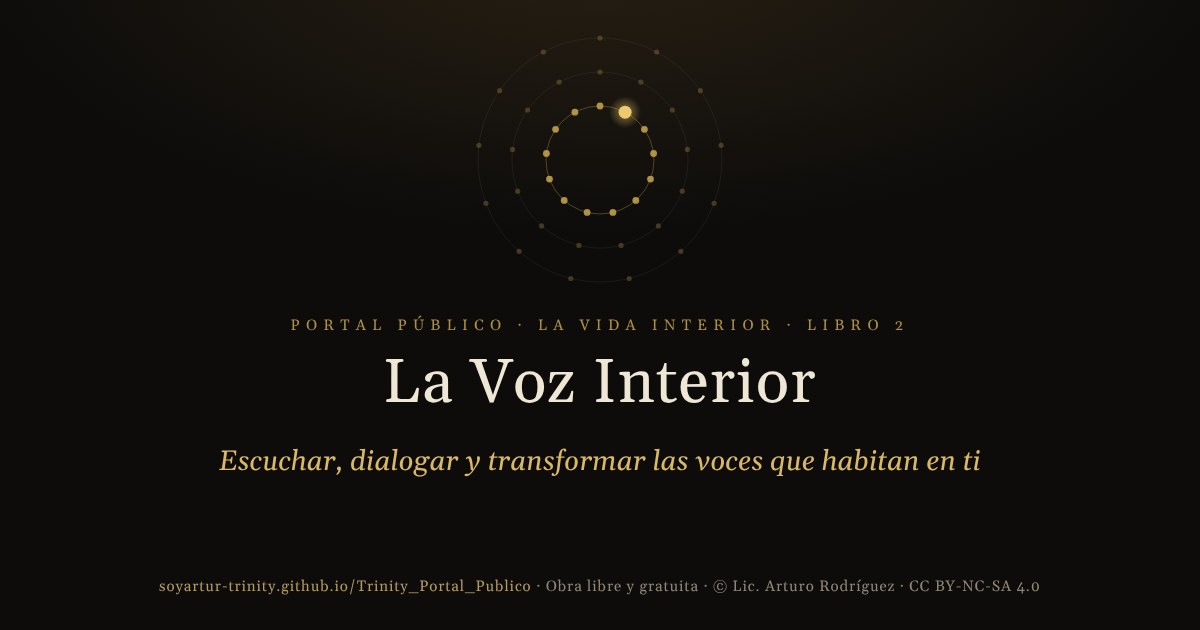 PORTAL PÚBLICO · LA VIDA INTERIOR · LIBRO 2
La Voz Interior
Escuchar, dialogar y transformar las voces que habitan en ti
soyartur-trinity.github.io/Trinity_Portal_Publico · Obra libre y gratuita · © Lic. Arturo Rodríguez · CC BY-NC-SA 4.0